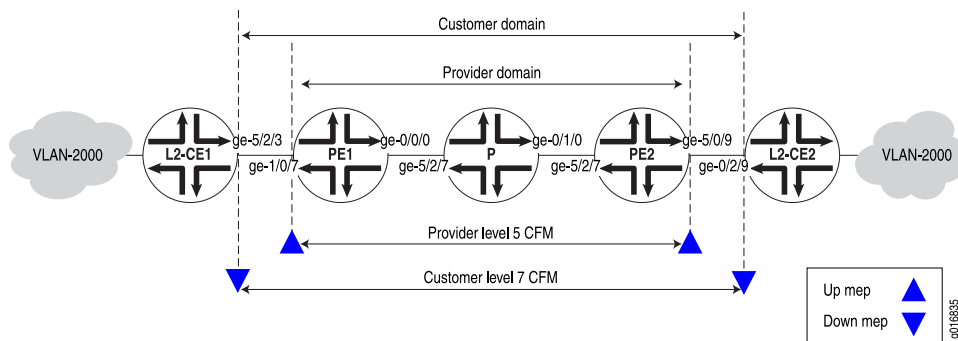 Customer domain
Provider domain
VLAN-2000
L2-CE1
ge-5/2/3
ge-1/0/7
PE1
ge-0/0/0
ge-5/2/7
P
ge-0/1/0
ge-5/2/7
PE2
ge-5/0/9
ge-0/2/9
L2-CE2
VLAN-2000
Provider level 5 CFM
Customer level 7 CFM
Up mep
Down mep
g016835